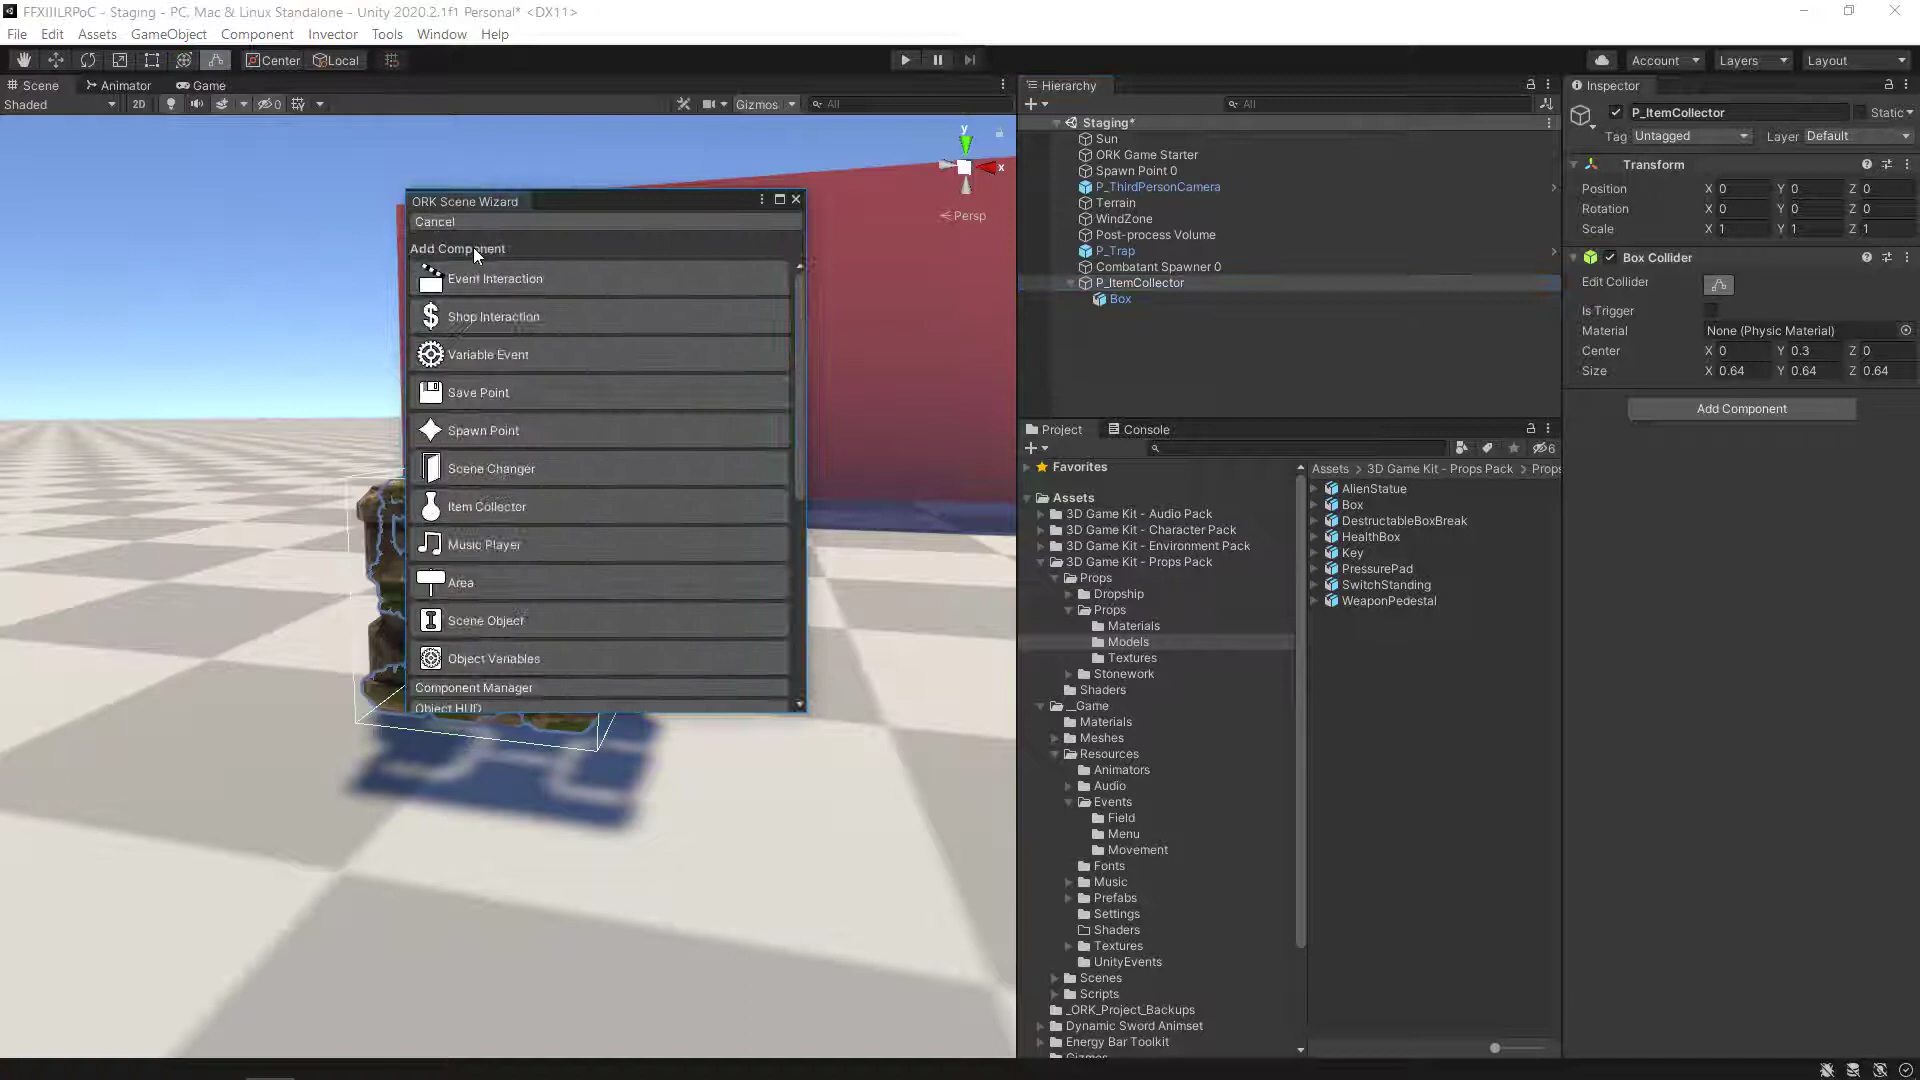 FFXIIILRPoC - Staging - PC, Mac & Linux Standalone - Unity 2020.2.1f1 Personal* <DX11>
File Edit Assets GameObject Component Invector Tools Window Help
Center Local Account Layers Layout
Scene Animator Game
Shaded 2D 0 Gizmos All
y
x
Persp
ORK Scene Wizard
Cancel
Add Component
Event Interaction
Shop Interaction
Variable Event
Save Point
Spawn Point
Scene Changer
Item Collector
Music Player
Area
Scene Object
Object Variables
Component Manager
Object HUD
Hierarchy
All
Staging*
Sun
ORK Game Starter
Spawn Point 0
P_ThirdPersonCamera
Terrain
WindZone
Post-process Volume
P_Trap
Combatant Spawner 0
P_ItemCollector
Box
Project Console
6
Favorites
Assets
3D Game Kit - Audio Pack
3D Game Kit - Character Pack
3D Game Kit - Environment Pack
3D Game Kit - Props Pack
Props
Dropship
Props
Materials
Models
Textures
Stonework
Shaders
__Game
Materials
Meshes
Resources
Animators
Audio
Events
Field
Menu
Movement
Fonts
Music
Prefabs
Settings
Shaders
Textures
UnityEvents
Scenes
Scripts
_ORK_Project_Backups
Dynamic Sword Animset
Energy Bar Toolkit
Gizmos
Assets > 3D Game Kit - Props Pack > Props
AlienStatue
Box
DestructableBoxBreak
HealthBox
Key
PressurePad
SwitchStanding
WeaponPedestal
Inspector
P_ItemCollector Static
Tag Untagged Layer Default
Transform
Position X 0 Y 0 Z 0
Rotation X 0 Y 0 Z 0
Scale X 1 Y 1 Z 1
Box Collider
Edit Collider
Is Trigger
Material None (Physic Material)
Center X 0 Y 0.3 Z 0
Size X 0.64 Y 0.64 Z 0.64
Add Component